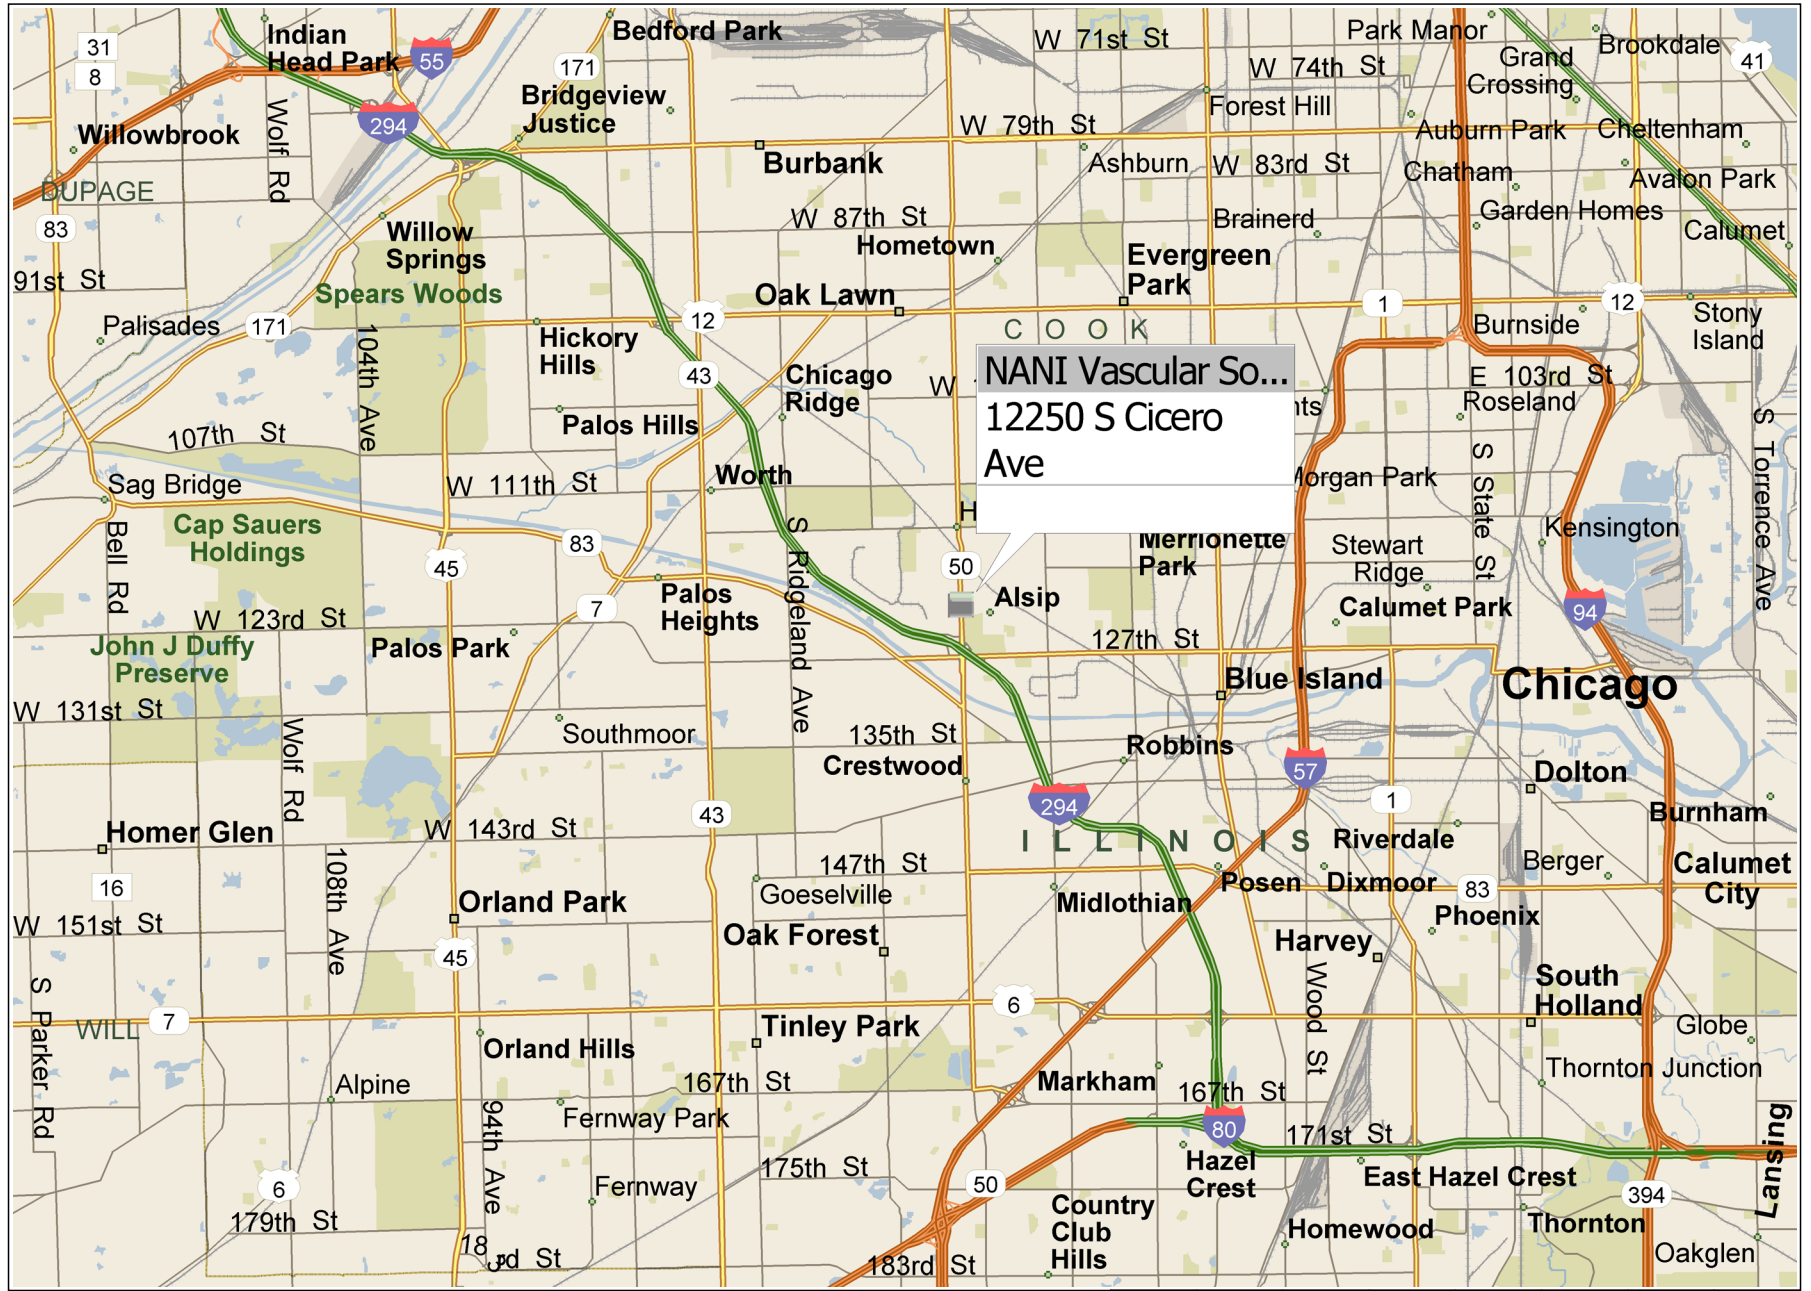 Indian
Head Park
Bedford Park
W 71st St
Park Manor
Grand
Crossing
Brookdale
41
31
8
55
171
W 74th St
Bridgeview
Justice
Forest Hill
294
Willowbrook
Wolf Rd
W 79th St
Auburn Park
Cheltenham
Burbank
Ashburn
W 83rd St
Chatham
Avalon Park
DUPAGE
83
Willow
Springs
W 87th St
Hometown
Brainerd
Garden Homes
Calumet
91st St
Spears Woods
Evergreen
Park
Oak Lawn
Palisades
171
12
1
12
Stony
Island
104th Ave
Hickory
Hills
COOK
Burnside
43
Chicago
Ridge
W
NANI Vascular So...
12250 S Cicero
Ave
E 103rd St
Roseland
nts
107th St
Palos Hills
S State St
S Torrence Ave
Sag Bridge
W 111th St
Worth
H
Morgan Park
Cap Sauers
Holdings
Bell Rd
83
S Ridgeland Ave
Kensington
45
50
Merrionette
Park
Stewart
Ridge
Palos
Heights
7
Alsip
Calumet Park
94
W 123rd St
John J Duffy
Preserve
Palos Park
127th St
Blue Island
Chicago
W 131st St
Wolf Rd
Southmoor
135th St
Crestwood
Robbins
57
Dolton
294
1
43
Burnham
Homer Glen
W 143rd St
ILLINOIS
Riverdale
108th Ave
16
147th St
Goeselville
Posen
Dixmoor
83
Berger
Calumet
City
W 151st St
Orland Park
Oak Forest
Midlothian
Phoenix
45
Harvey
South
Holland
S Parker Rd
WILL
7
6
Wood St
Tinley Park
Orland Hills
Globe
Alpine
167th St
Markham
167th St
Thornton Junction
94th Ave
Fernway Park
80
171st St
Lansing
6
Fernway
175th St
50
Hazel
Crest
East Hazel Crest
394
179th St
Country
Club
Hills
Homewood
Thornton
183rd St
183rd St
Oakglen